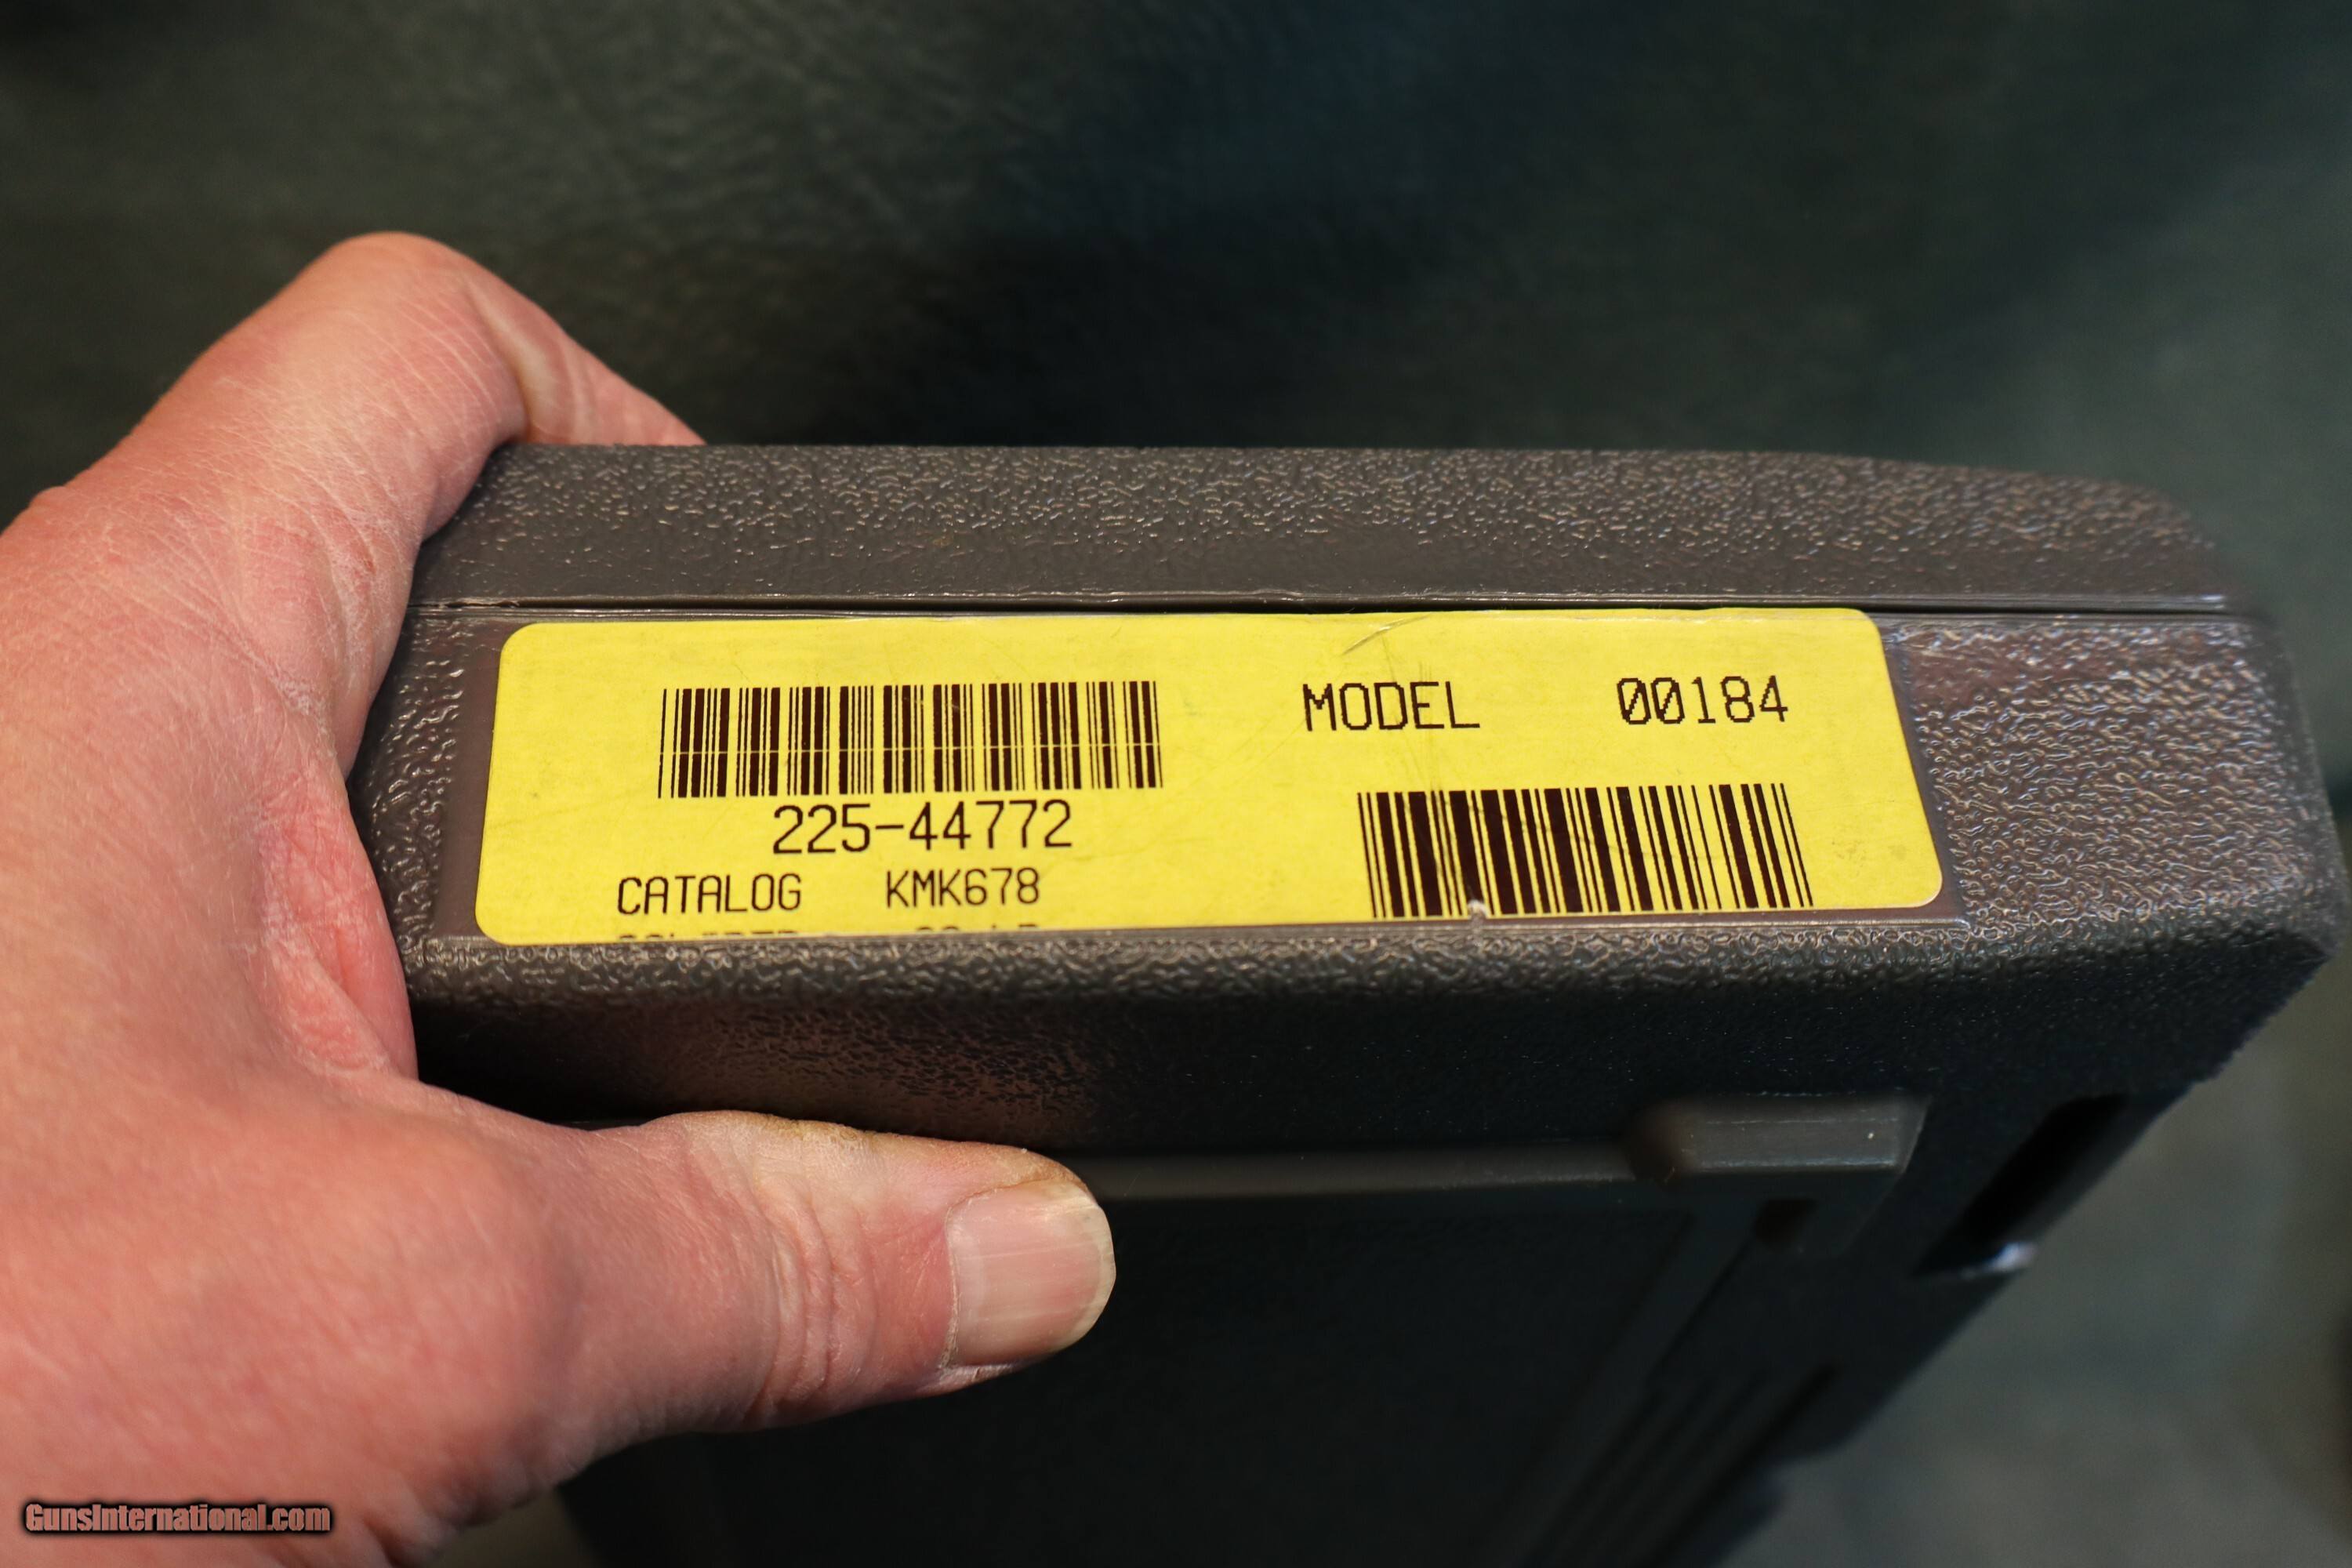 MODEL 00184
225-44772
CATALOG KMK678
GunsInternational.com